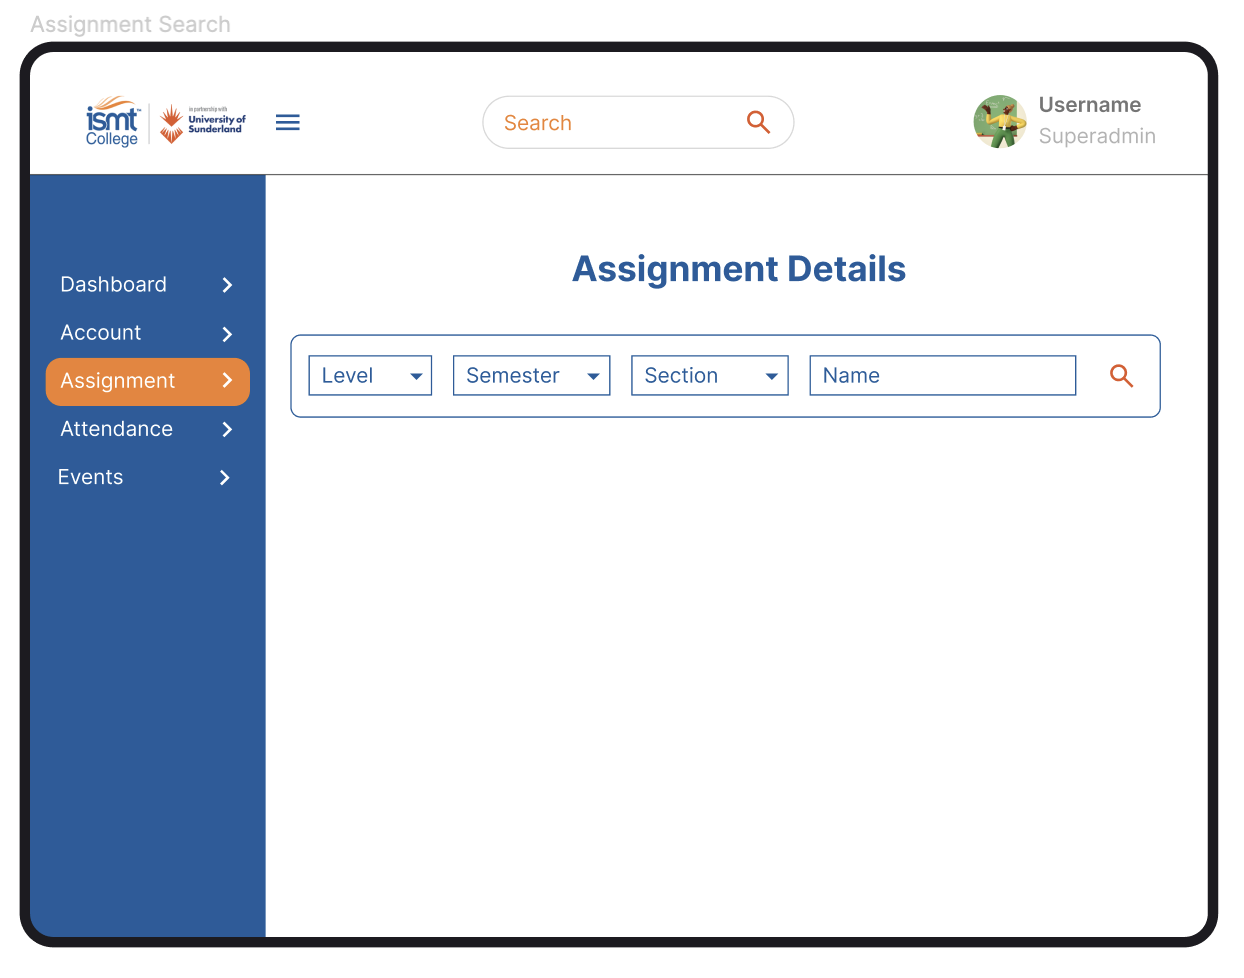 Assignment Search
ismt
College
in partnership with
University of
Sunderland
Search
Username
Superadmin
Dashboard
Account
Assignment
Attendance
Events
Assignment Details
Level
Semester
Section
Name